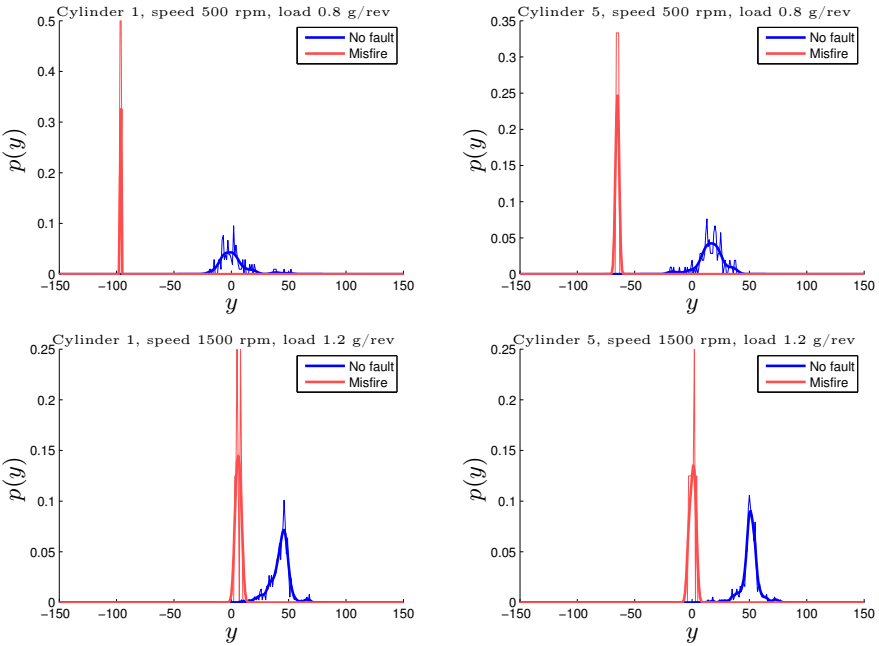 Cylinder 1, speed 500 rpm, load 0.8 g/rev
0.5
0.4
0.3
0.2
0.1
0
p(y)
No fault
Misfire
−150 −100 −50 0 50 100 150
y
Cylinder 5, speed 500 rpm, load 0.8 g/rev
0.35
0.3
0.25
0.2
0.15
0.1
0.05
0
p(y)
No fault
Misfire
−150 −100 −50 0 50 100 150
y
Cylinder 1, speed 1500 rpm, load 1.2 g/rev
0.25
0.2
0.15
0.1
0.05
0
p(y)
No fault
Misfire
−150 −100 −50 0 50 100 150
y
Cylinder 5, speed 1500 rpm, load 1.2 g/rev
0.25
0.2
0.15
0.1
0.05
0
p(y)
No fault
Misfire
−150 −100 −50 0 50 100 150
y